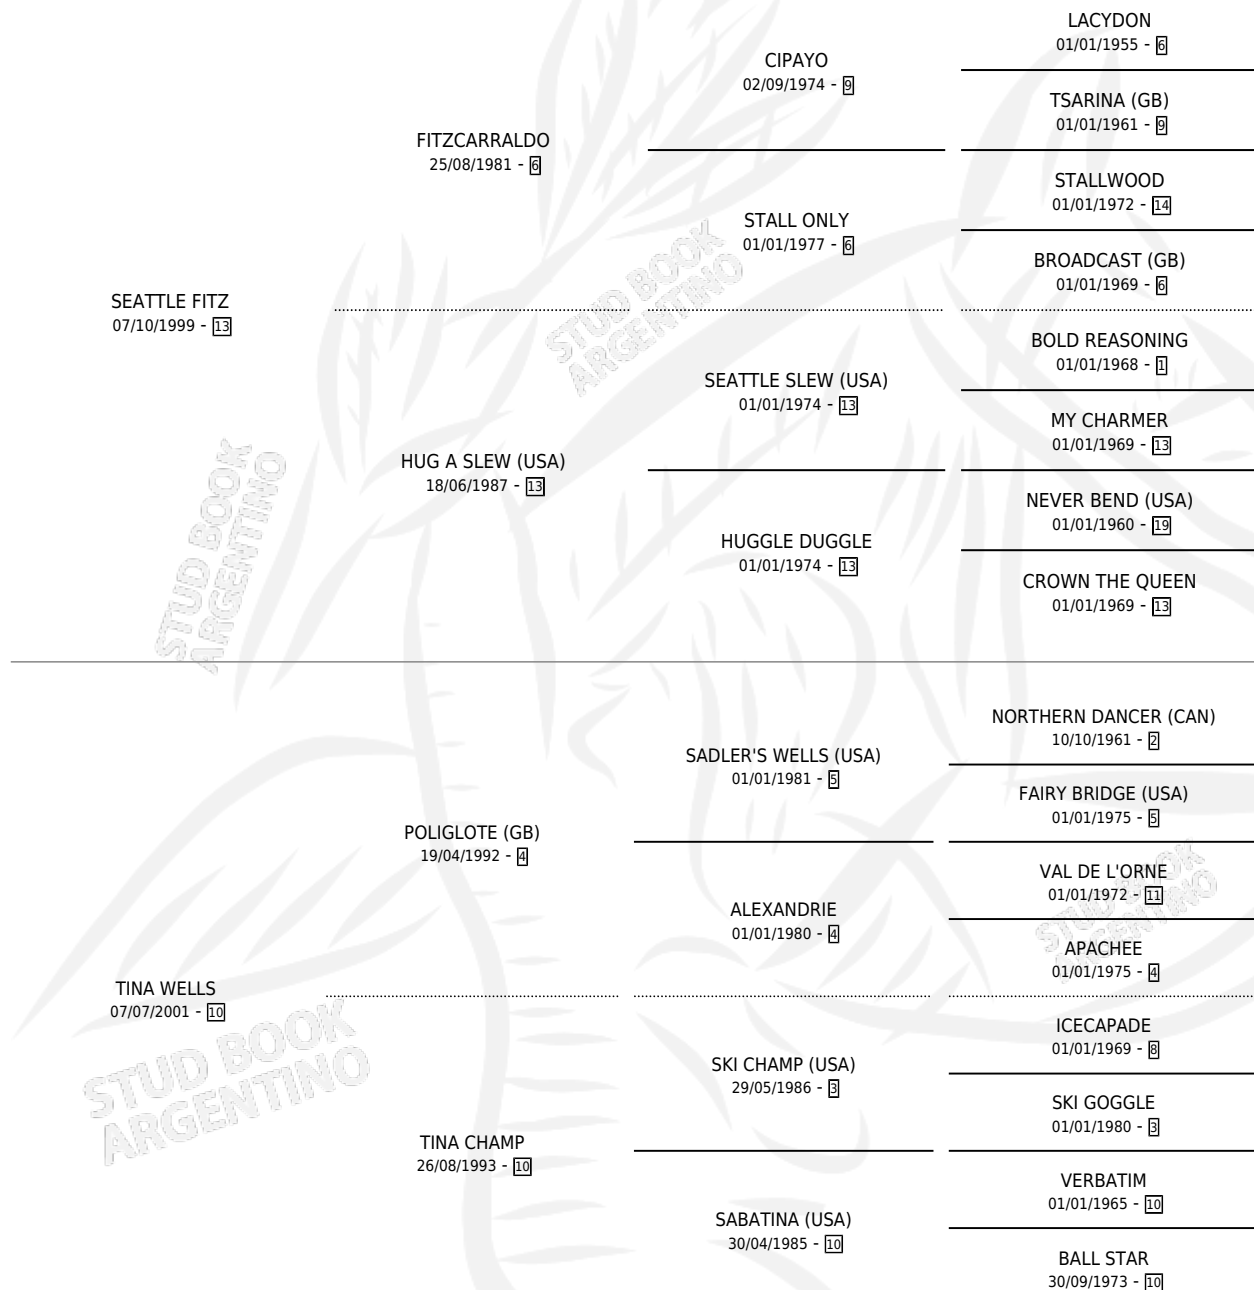 LACYDON
01/01/1955 - 6
CIPAYO
02/09/1974 - 9
TSARINA (GB)
01/01/1961 - 9
FITZCARRALDO
25/08/1981 - 6
STALLWOOD
01/01/1972 - 14
STALL ONLY
01/01/1977 - 6
BROADCAST (GB)
01/01/1969 - 6
SEATTLE FITZ
07/10/1999 - 13
STUD BOOK
ARGENTINO
BOLD REASONING
01/01/1968 - 1
SEATTLE SLEW (USA)
01/01/1974 - 13
MY CHARMER
01/01/1969 - 13
HUG A SLEW (USA)
18/06/1987 - 13
NEVER BEND (USA)
01/01/1960 - 19
HUGGLE DUGGLE
01/01/1974 - 13
CROWN THE QUEEN
01/01/1969 - 13
STUD BOOK
ARGENTINO
NORTHERN DANCER (CAN)
10/10/1961 - 2
SADLER'S WELLS (USA)
01/01/1981 - 5
FAIRY BRIDGE (USA)
01/01/1975 - 5
POLIGLOTE (GB)
19/04/1992 - 4
VAL DE L'ORNE
01/01/1972 - 11
ALEXANDRIE
01/01/1980 - 4
STUD BOOK
ARGENTINO
APACHEE
01/01/1975 - 4
TINA WELLS
07/07/2001 - 10
ICECAPADE
01/01/1969 - 8
SKI CHAMP (USA)
29/05/1986 - 3
STUD BOOK
ARGENTINO
SKI GOGGLE
01/01/1980 - 3
TINA CHAMP
26/08/1993 - 10
VERBATIM
01/01/1965 - 10
SABATINA (USA)
30/04/1985 - 10
BALL STAR
30/09/1973 - 10